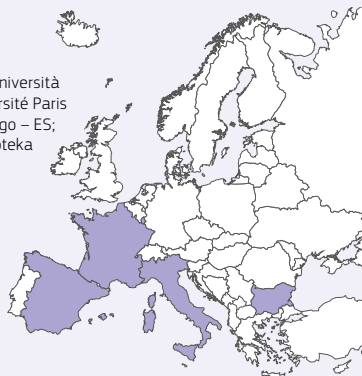 niversità
rsité Paris
go – ES;
oteka